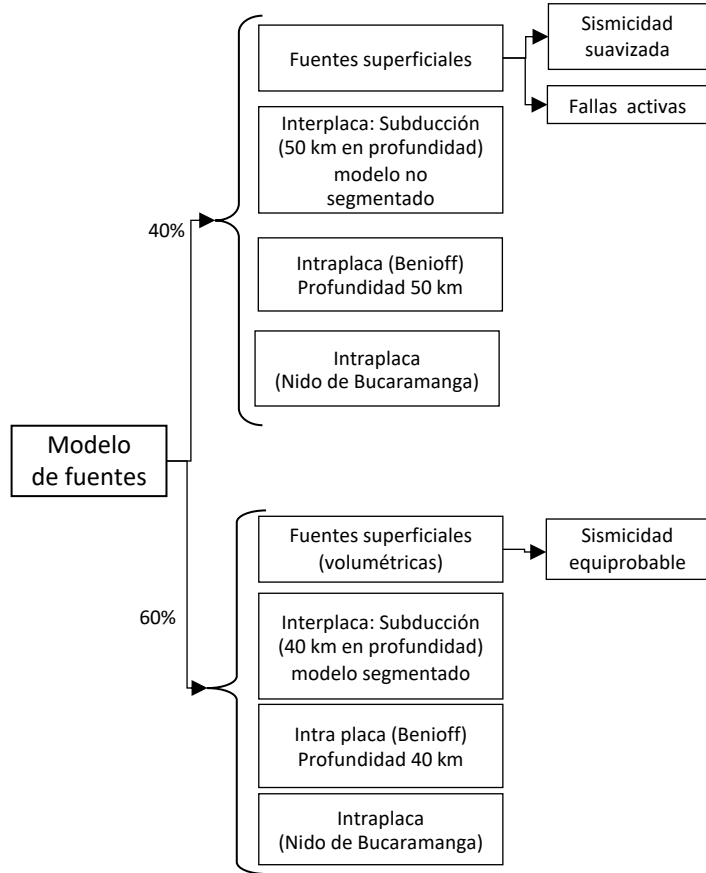 Fuentes superficiales
Sismicidad
suavizada
Fallas activas
Interplaca: Subducción
(50 km en profundidad)
modelo no
segmentado
40%
Intraplaca (Benioff)
Profundidad 50 km
Intraplaca
(Nido de Bucaramanga)
Modelo
de fuentes
Fuentes superficiales
(volumétricas)
Sismicidad
equiprobable
60%
Interplaca: Subducción
(40 km en profundidad)
modelo segmentado
Intra placa (Benioff)
Profundidad 40 km
Intraplaca
(Nido de Bucaramanga)